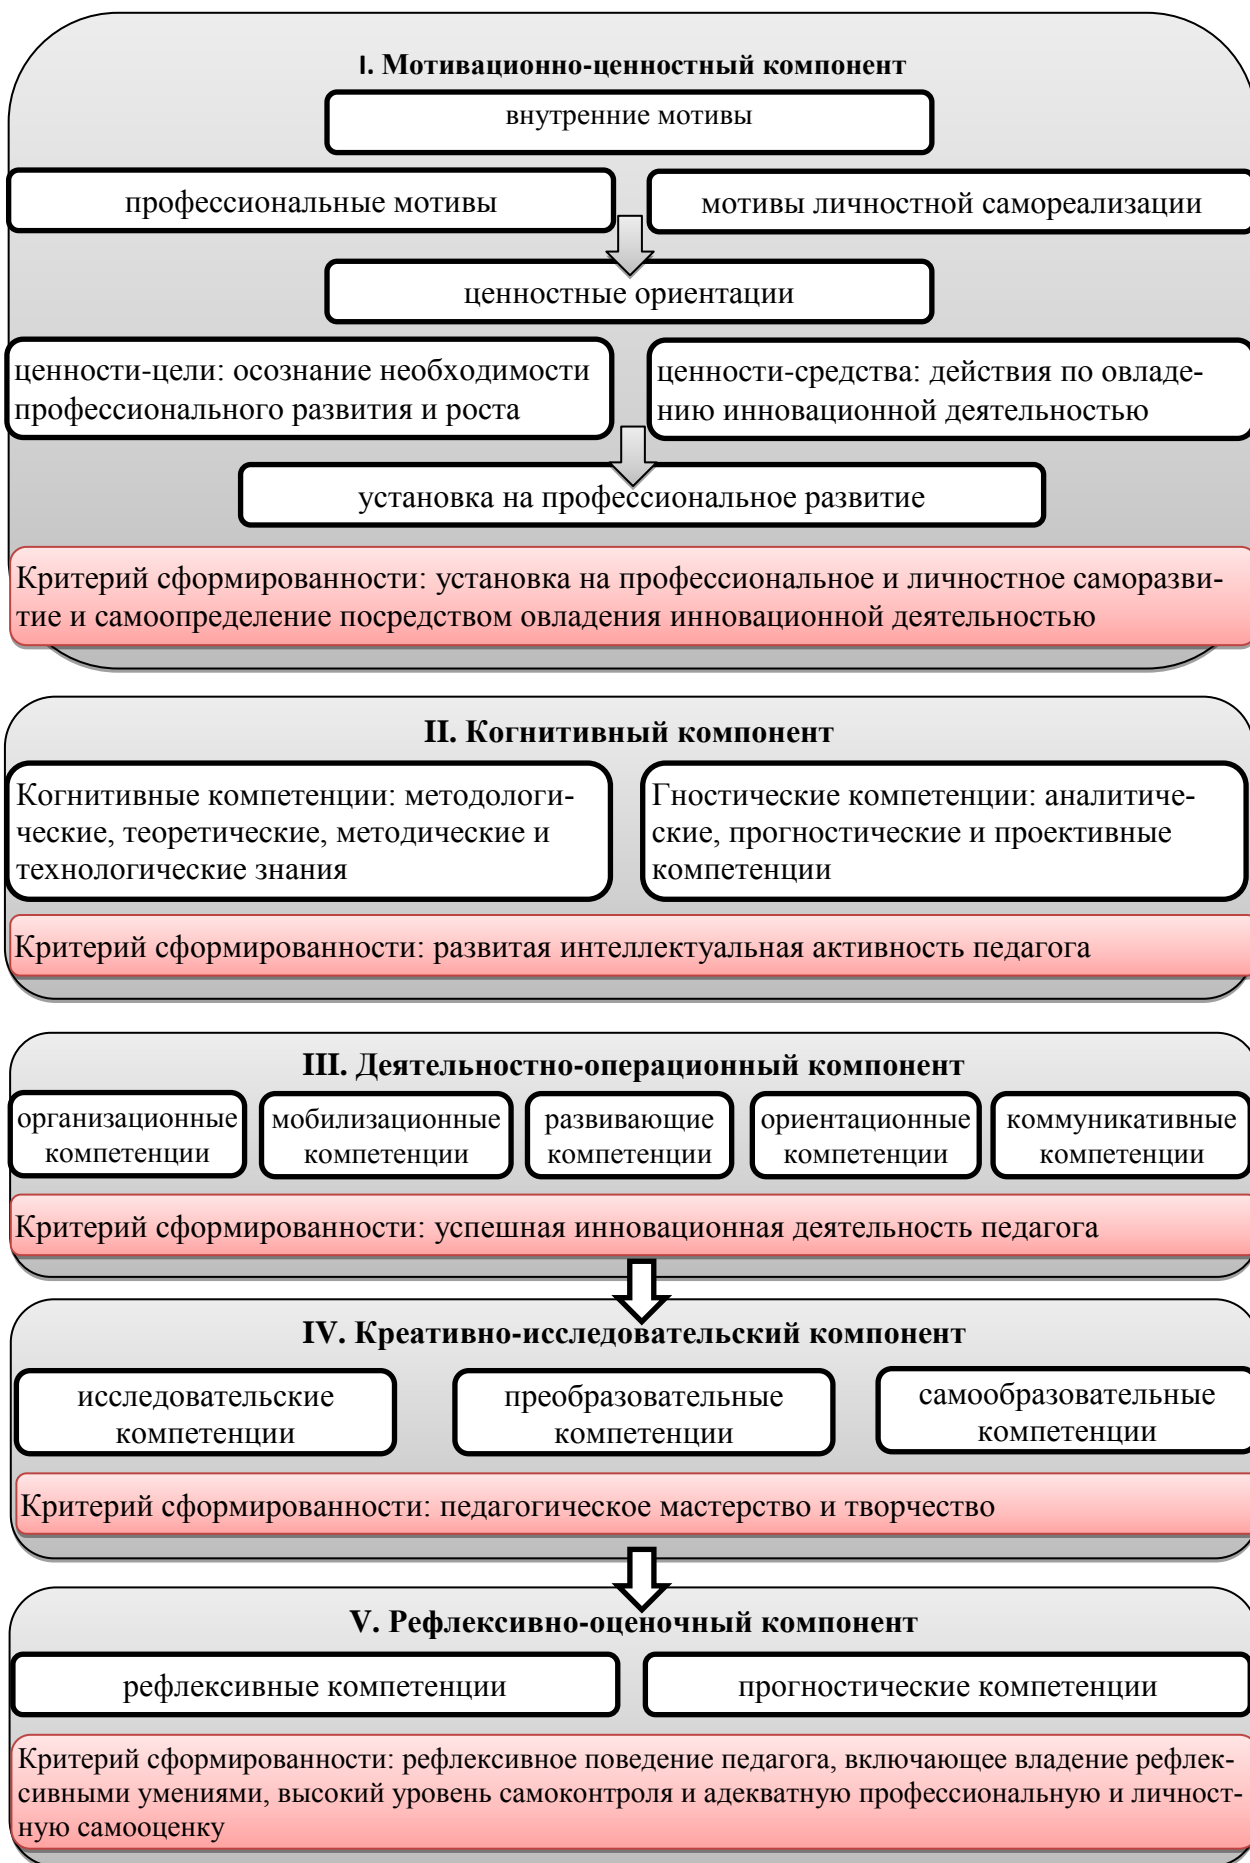 I. Мотивационно-ценностный компонент
внутренние мотивы
профессиональные мотивы
мотивы личностной самореализации
ценностные ориентации
ценности-цели: осознание необходимости
профессионального развития и роста
ценности-средства: действия по овладе-
нию инновационной деятельностью
установка на профессиональное развитие
Критерий сформированности: установка на профессиональное и личностное саморазви-
тие и самоопределение посредством овладения инновационной деятельностью
II. Когнитивный компонент
Когнитивные компетенции: методологи-
ческие, теоретические, методические и
технологические знания
Гностические компетенции: аналитиче-
ские, прогностические и проективные
компетенции
Критерий сформированности: развитая интеллектуальная активность педагога
III. Деятельностно-операционный компонент
организационные
компетенции
мобилизационные
компетенции
развивающие
компетенции
ориентационные
компетенции
коммуникативные
компетенции
Критерий сформированности: успешная инновационная деятельность педагога
IV. Креативно-исследовательский компонент
исследовательские
компетенции
преобразовательные
компетенции
самообразовательные
компетенции
Критерий сформированности: педагогическое мастерство и творчество
V. Рефлексивно-оценочный компонент
рефлексивные компетенции
прогностические компетенции
Критерий сформированности: рефлексивное поведение педагога, включающее владение рефлек-
сивными умениями, высокий уровень самоконтроля и адекватную профессиональную и личност-
ную самооценку